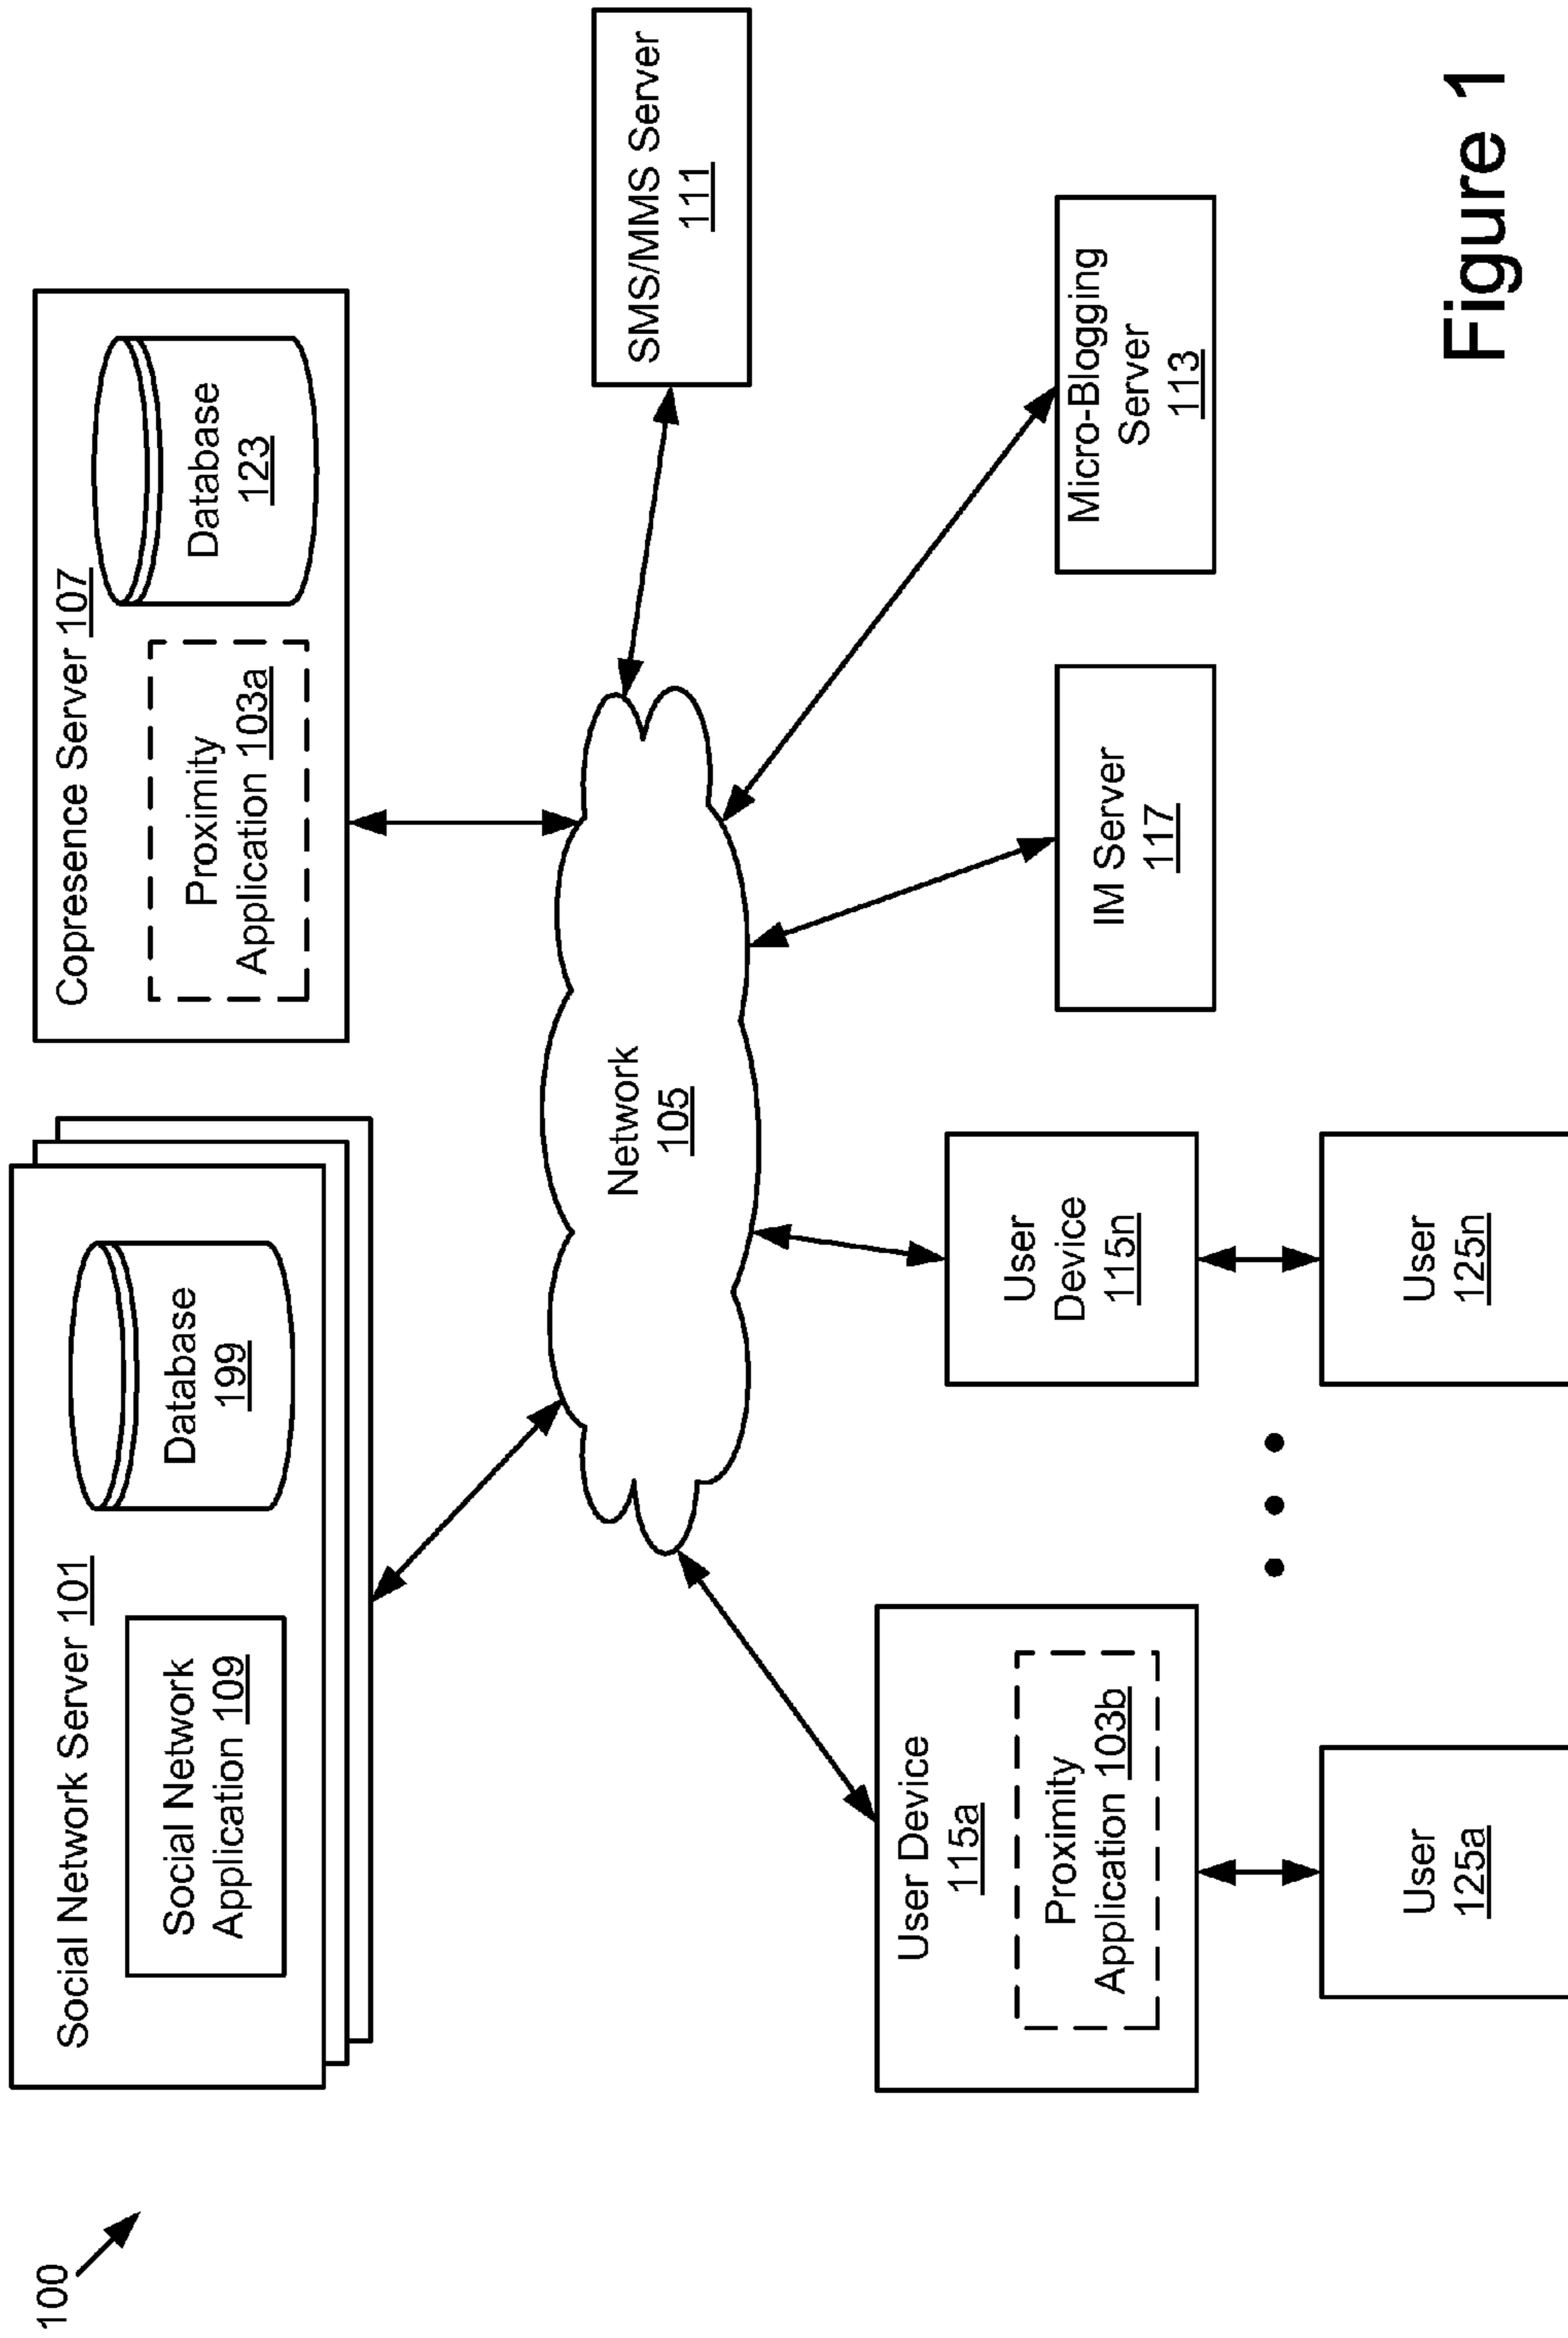 100
Social Network Server 101
Social Network
Application 109
Database
199
Copresence Server 107
Proximity
Application 103a
Database
123
Network
105
SMS/MMS Server
111
User Device
115a
Proximity
Application 103b
User
Device
115n
IM Server
117
Micro-Blogging
Server
113
User
125a
User
125n
Figure 1